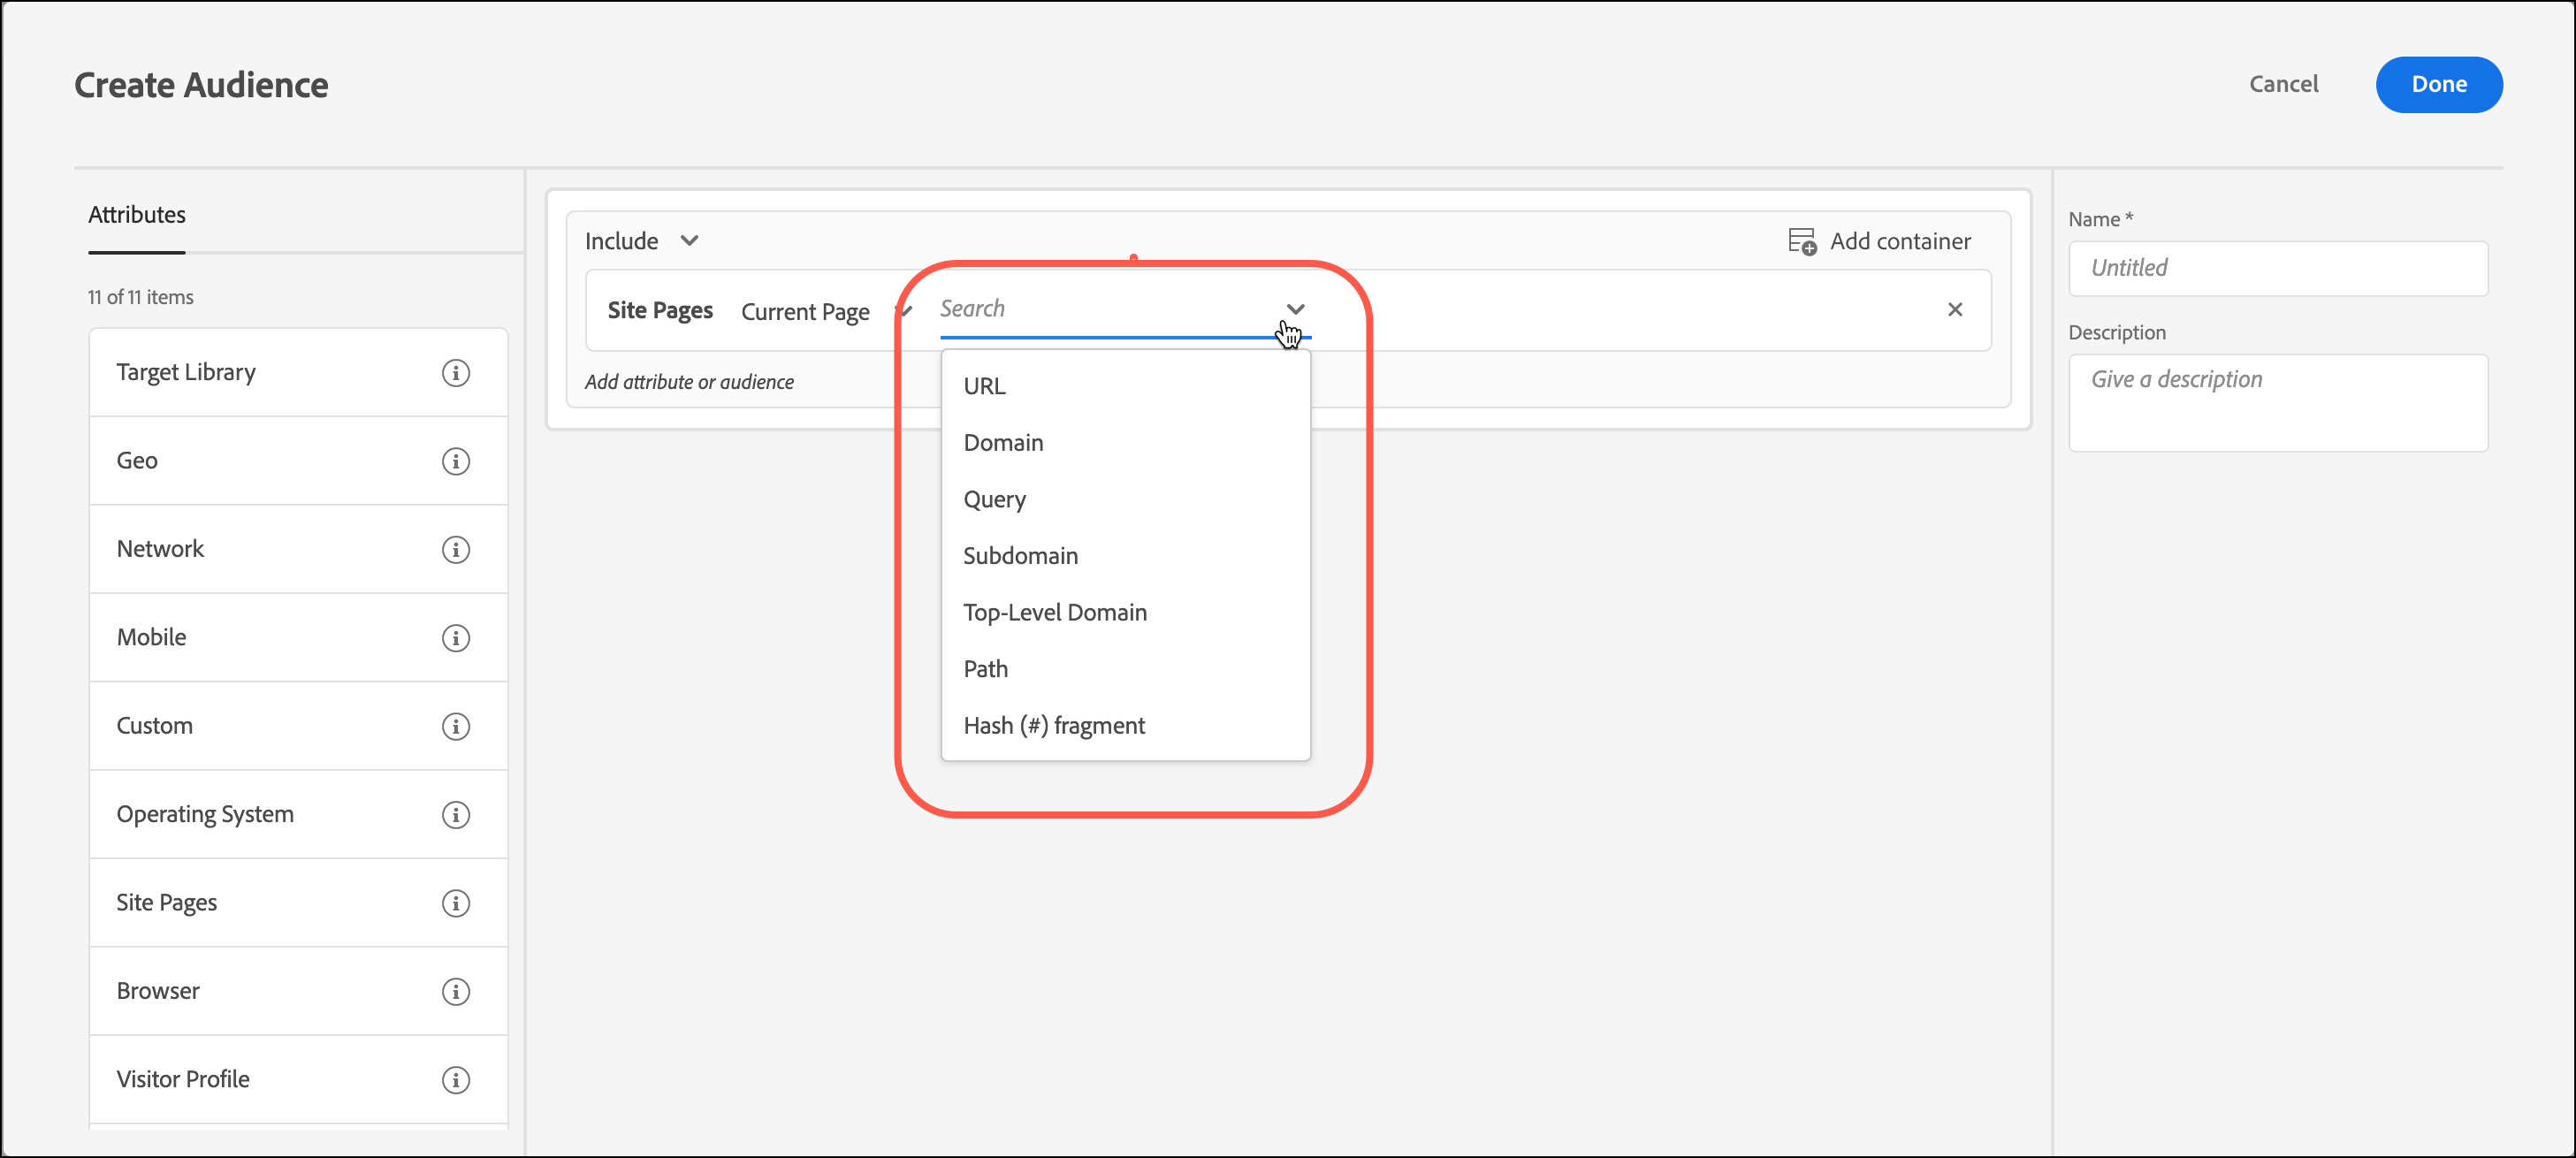 Create Audience
Cancel
Done
Attributes
11 of 11 items
Target Library
Geo
Network
Mobile
Custom
Operating System
Site Pages
Browser
Visitor Profile
Include
Add container
Site Pages Current Page Search
Add attribute or audience
URL
Domain
Query
Subdomain
Top-Level Domain
Path
Hash (#) fragment
Name *
Untitled
Description
Give a description